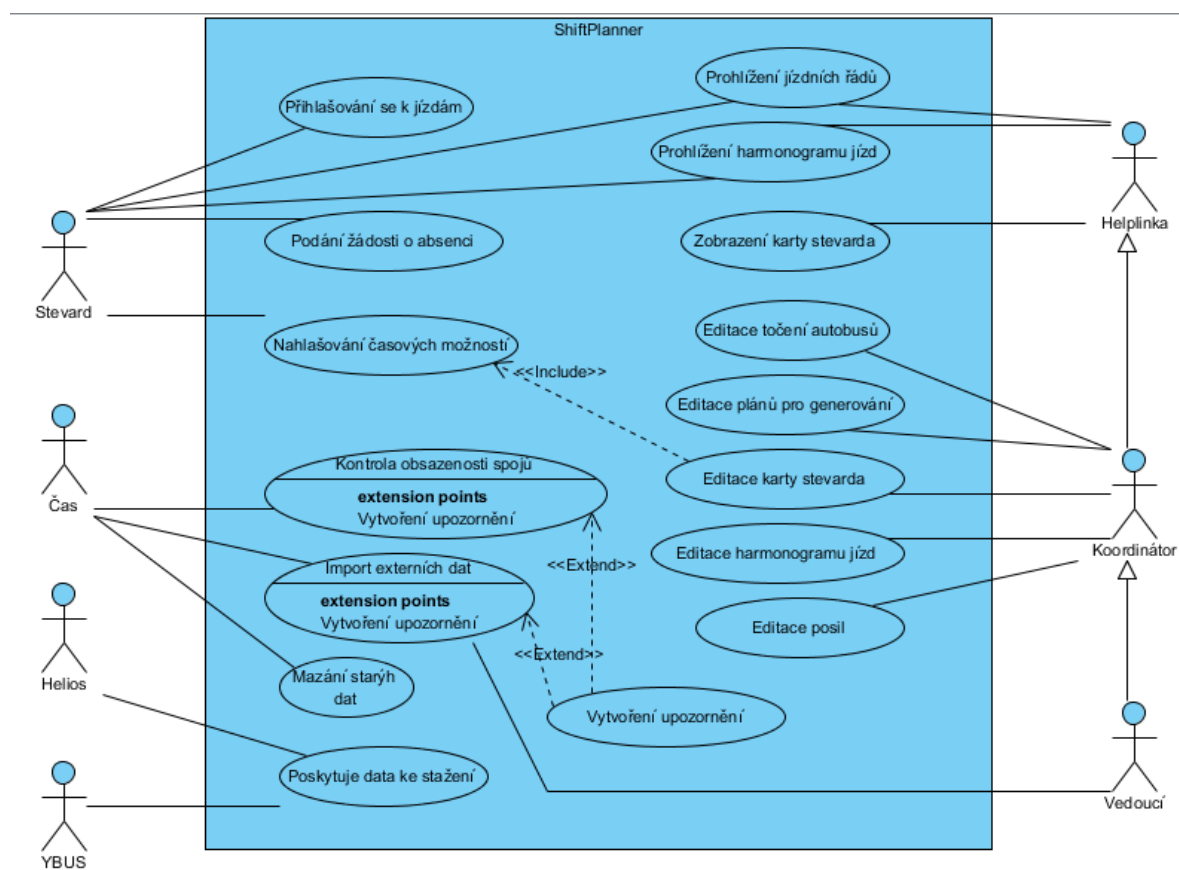 ShiftPlanner
Prohlížení jízdních řádů
Přihlašování se k jízdám
Prohlížení harmonogramu jízd
Helplinka
Podání žádosti o absenci
Zobrazení karty stevarda
Stevard
Editace točení autobusů
Nahlašování časových možností
<<Include>>
Editace plánů pro generování
Kontrola obsazenosti spojů
Editace karty stevarda
extension points
Vytvoření upozornění
Čas
Koordinátor
Editace harmonogramu jízd
Import externích dat
<<Extend>>
extension points
Vytvoření upozornění
Editace posil
<<Extend>>
Helios
Mazání starýh
dat
Vytvoření upozornění
Poskytuje data ke stažení
Vedoucí
YBUS